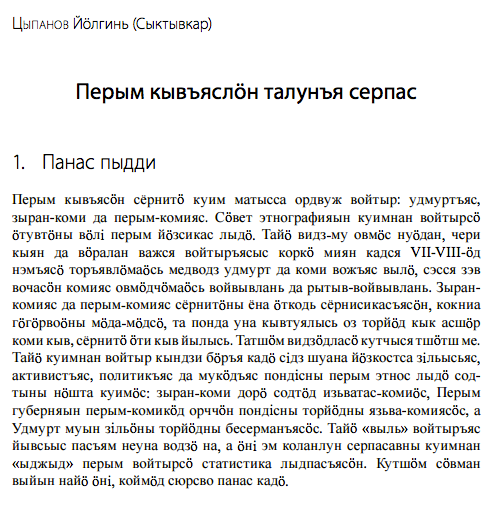 Цыпанов Йӧлгинь (Сыктывкар)
Перым кывъяслӧн талунъя серпас
1. Панас пыдди
Перым кывъясӧн сёрнитӧ куим матысса ордвуж войтыр: удмуртъяс,
зыран-коми да перым-комияс. Сӧвет этнографияын куимнан войтырсӧ
ӧтувтӧны вӧлі перым йӧзсикас лыдӧ. Тайӧ видз-му овмӧс нуӧдан, чери
кыян да вӧралан важся войтыръясыс коркӧ миян кадся VII-VIII-ӧд
нэмъясӧ торъявлӧмаӧсь медводз удмурт да коми вожъяс вылӧ, сэсся зэв
вочасӧн комияс овмӧдчӧмаӧсь войвывлань да рытыв-войвывлань. Зыран-
комияс да перым-комияс сёрнитӧны ёна ӧткодь сёрнисикасъясӧн, кокниа
гӧгӧрвоӧны мӧда-мӧдсӧ, та понда уна кывтуялысь оз торйӧд кык асшӧр
коми кыв, сёрнитӧ ӧти кыв йылысь. Татшӧм видзӧдласӧ кутчыся тшӧтш ме.
Тайӧ куимнан войтыр кындзи бӧръя кадӧ сідз шуана йӧзкостса зільысьяс,
активистъяс, политикъяс да мукӧдъяс пондісны перым этнос лыдӧ сод-
тыны нӧшта куимӧс: зыран-коми дорӧ содтӧд изьватас-комиӧс, Перым
губерняын перым-комикӧд орччӧн пондісны торйӧдны язьва-комиясӧс, а
Удмурт муын зільӧны торйӧдны бесерманъясӧс. Тайӧ «выль» войтыръяс
йывсьыс пасъям неуна водзӧ на, а ӧні эм коланлун серпасавны куимнан
«ыджыд» перым войтырсӧ статистика лыдпасъясӧн. Кутшӧм сӧвман
выйын найӧ ӧні, коймӧд сюрсво панас кадӧ.